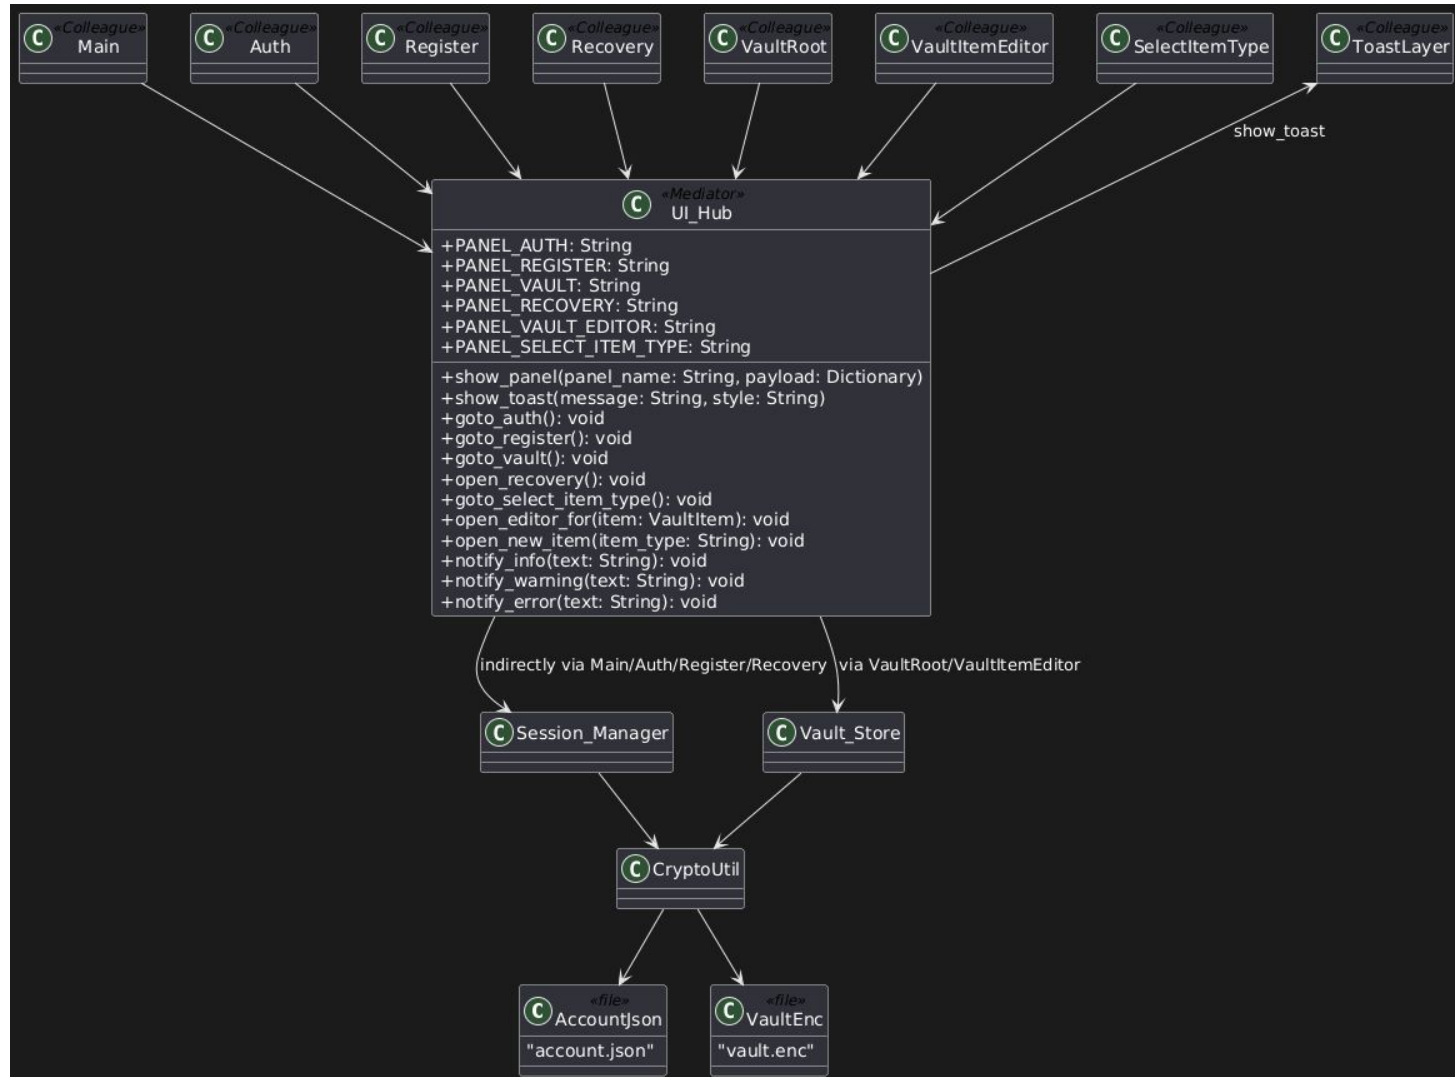 C «Colleague»
Main
C «Colleague»
Auth
C «Colleague»
Register
C «Colleague»
Recovery
C «Colleague»
VaultRoot
C «Colleague»
VaultItemEditor
C «Colleague»
SelectItemType
C «Colleague»
ToastLayer
show_toast
C «Mediator»
UI_Hub
+PANEL_AUTH: String
+PANEL_REGISTER: String
+PANEL_VAULT: String
+PANEL_RECOVERY: String
+PANEL_VAULT_EDITOR: String
+PANEL_SELECT_ITEM_TYPE: String
+show_panel(panel_name: String, payload: Dictionary)
+show_toast(message: String, style: String)
+goto_auth(): void
+goto_register(): void
+goto_vault(): void
+open_recovery(): void
+goto_select_item_type(): void
+open_editor_for(item: VaultItem): void
+open_new_item(item_type: String): void
+notify_info(text: String): void
+notify_warning(text: String): void
+notify_error(text: String): void
indirectly via Main/Auth/Register/Recovery
via VaultRoot/VaultItemEditor
C Session_Manager
C Vault_Store
C CryptoUtil
C «file»
AccountJson
"account.json"
C «file»
VaultEnc
"vault.enc"